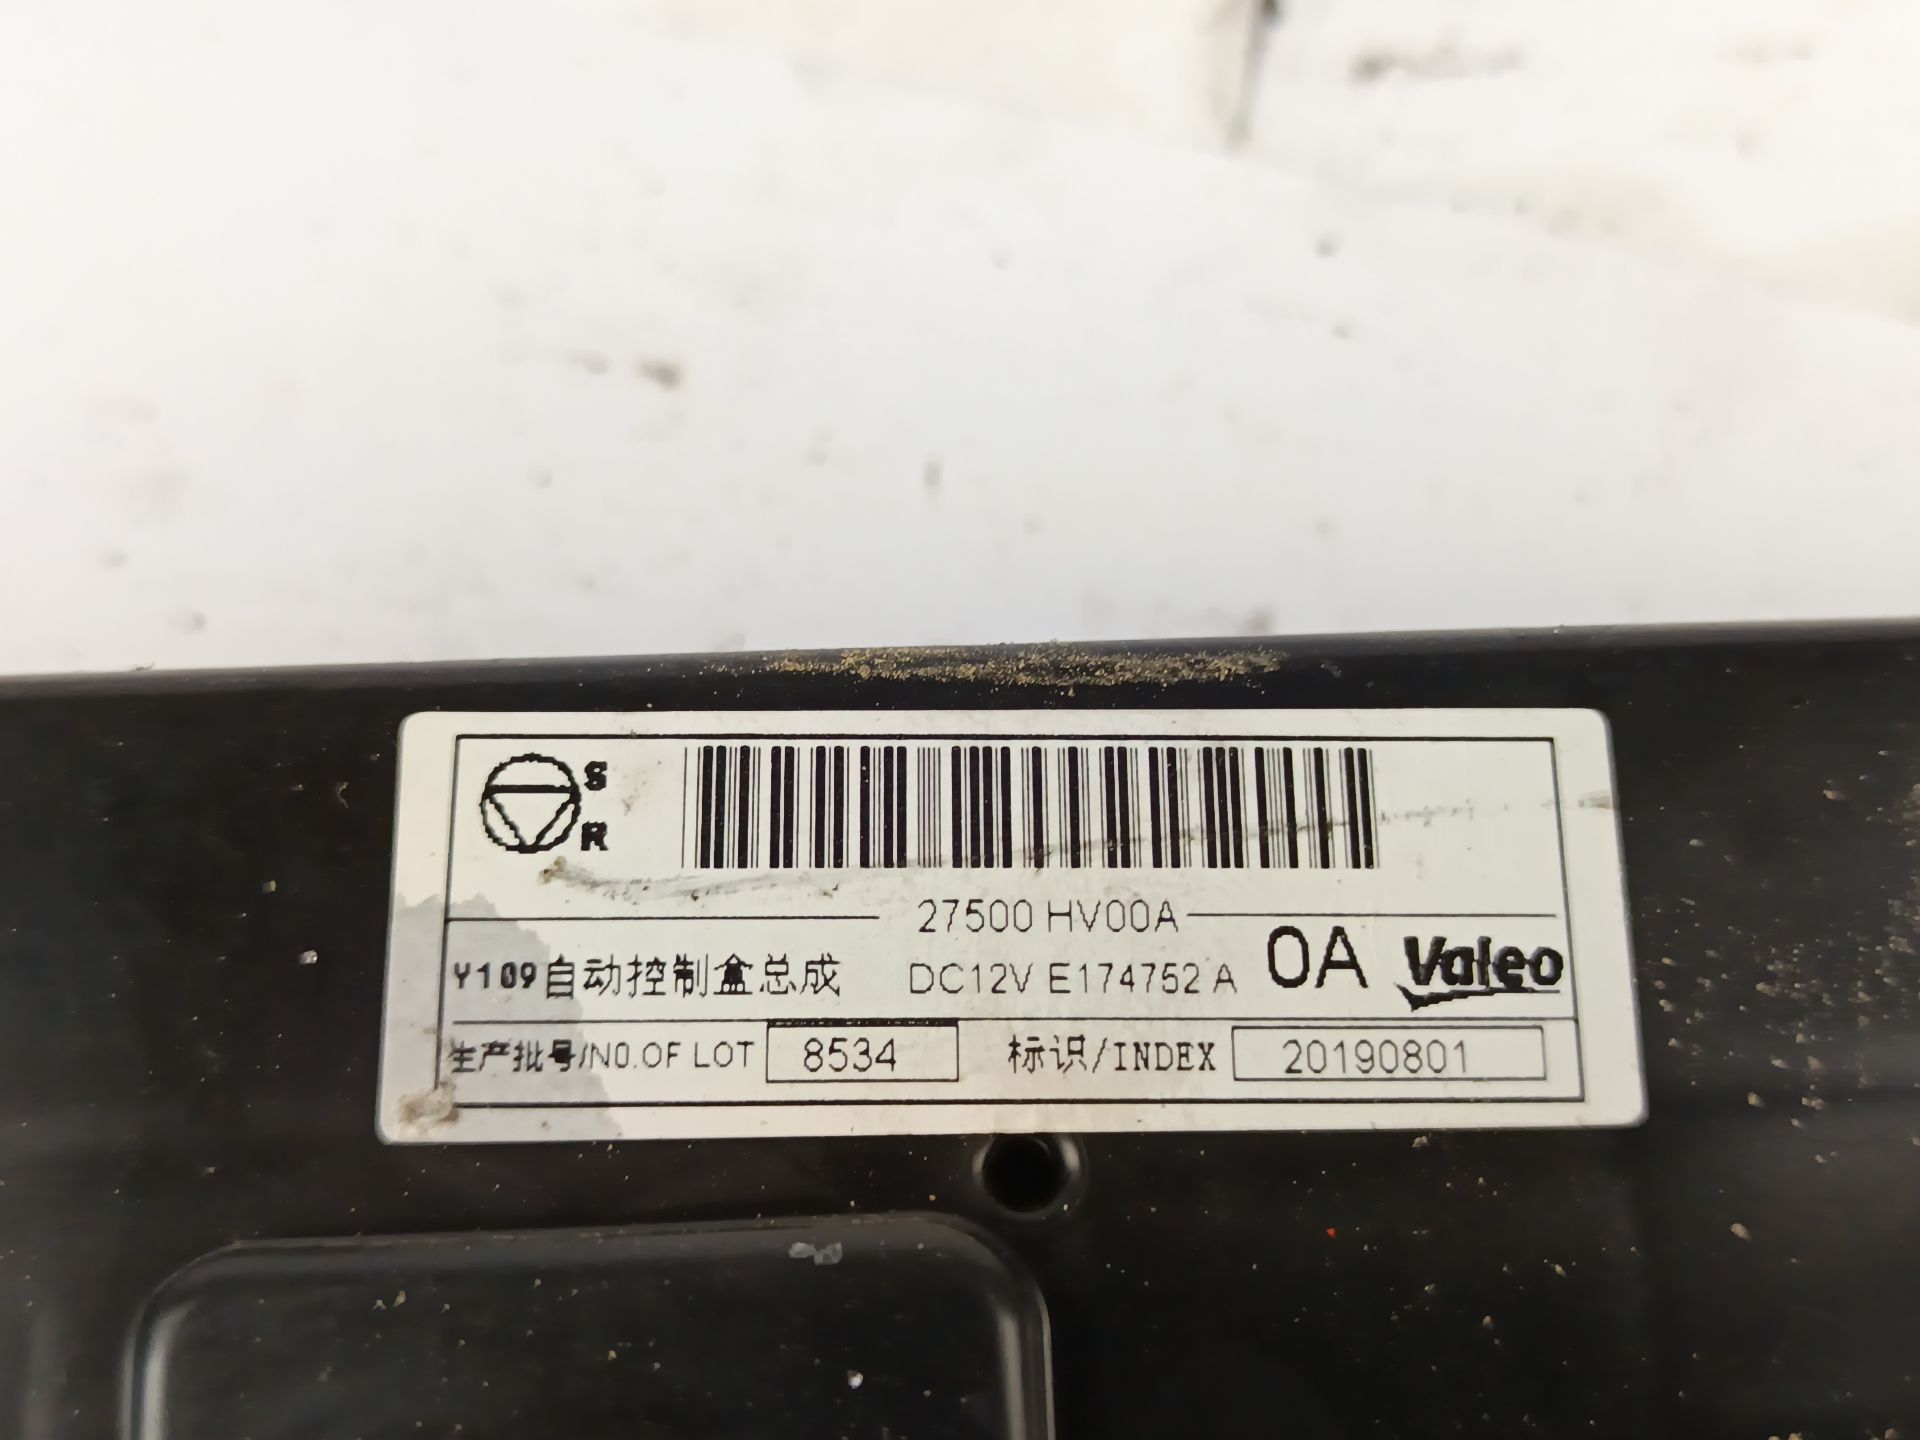 S
R
27500 HV00A
Y109自动控制盒总成 DC12V E174752 A 0A Valeo
生产批号/NO.OF LOT 8534 标识/INDEX 20190801